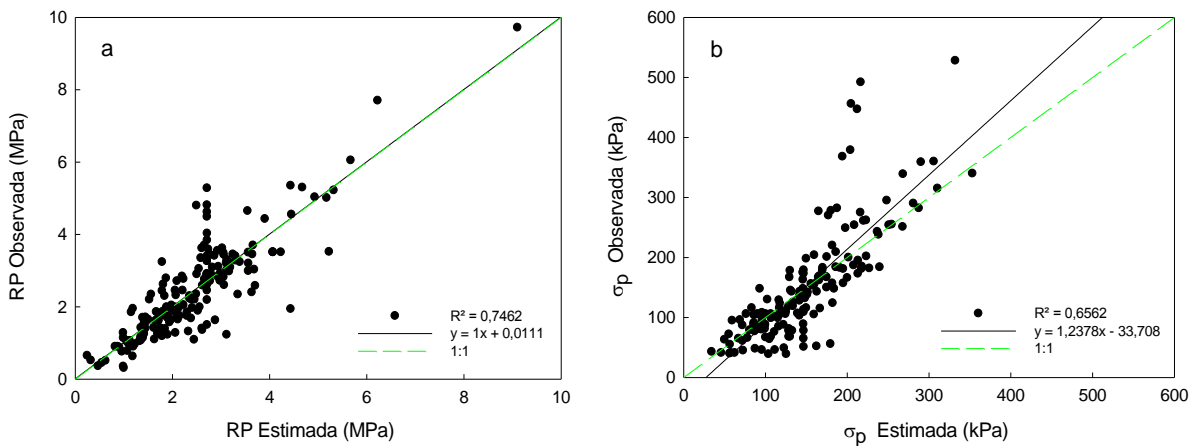 a
RP Observada (MPa)
10
8
6
4
2
0
R² = 0,7462
y = 1x + 0,0111
1:1
0 2 4 6 8 10
RP Estimada (MPa)
b
σp Observada (kPa)
600
500
400
300
200
100
0
R² = 0,6562
y = 1,2378x - 33,708
1:1
0 100 200 300 400 500 600
σp Estimada (kPa)